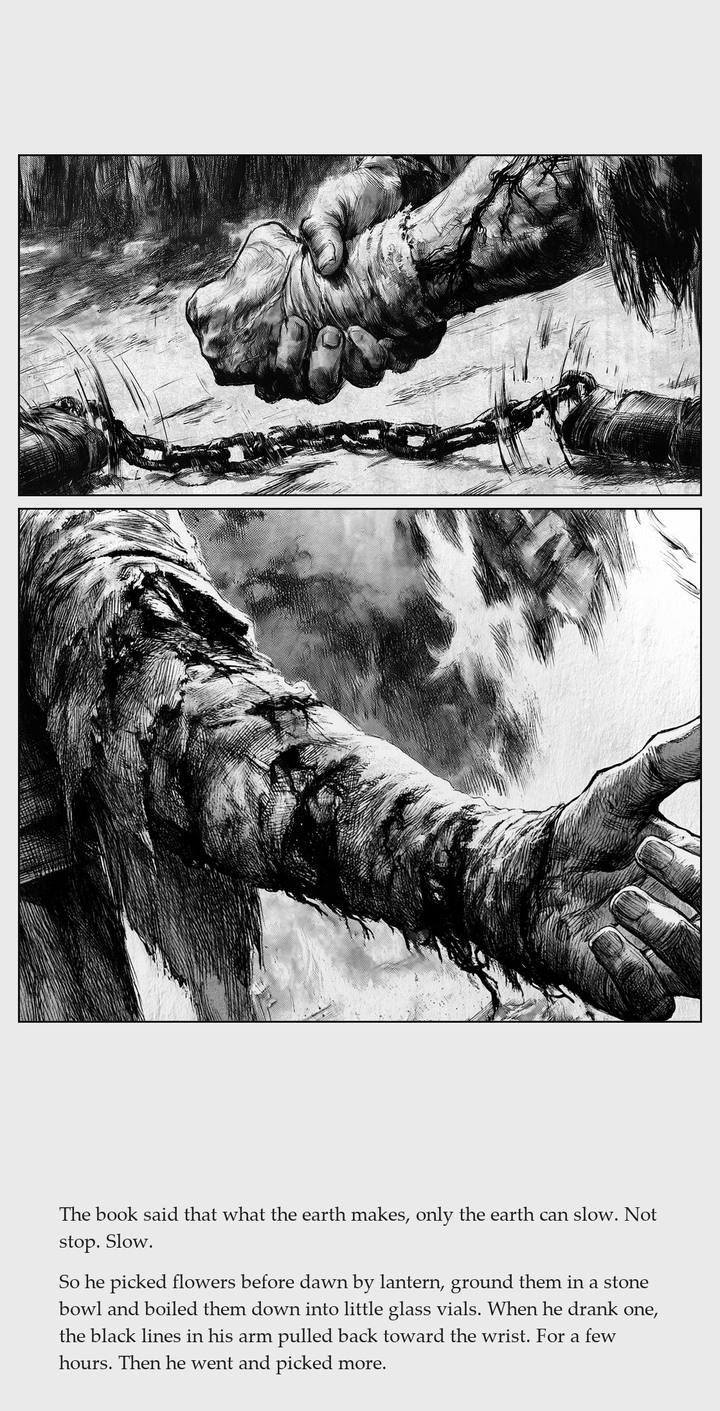 The book said that what the earth makes, only the earth can slow. Not
stop. Slow.
So he picked flowers before dawn by lantern, ground them in a stone
bowl and boiled them down into little glass vials. When he drank one,
the black lines in his arm pulled back toward the wrist. For a few
hours. Then he went and picked more.